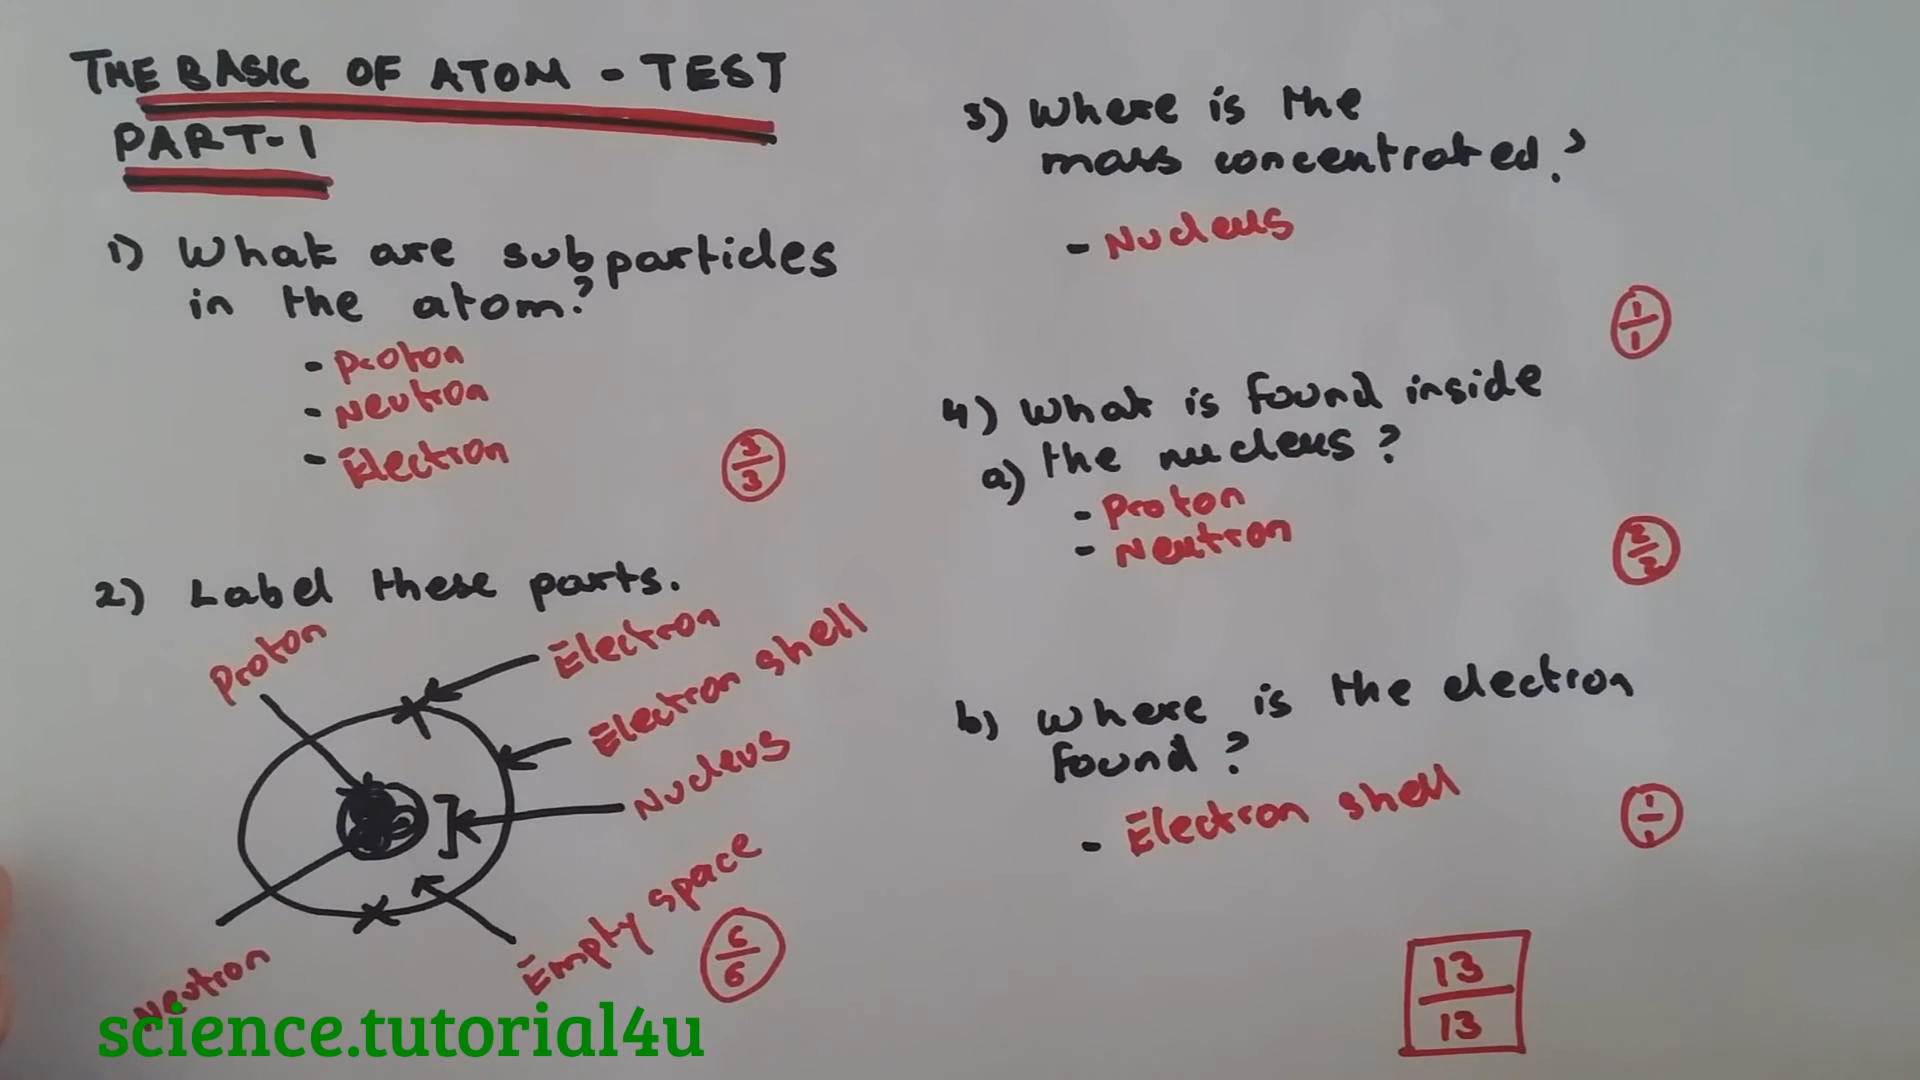 THE BASIC OF ATOM - TEST
PART-1
1) What are subparticles
in the atom?
- Proton
- Neutron
- Electron
3/3
2) Label these parts.
Proton
Electron
Electron shell
Nucleus
Empty space
Neutron
6/6
science.tutorial4u
3) Where is the
mass concentrated?
- Nucleus
1/1
4) What is found inside
a) the nucleus?
- Proton
- Neutron
2/2
b) Where is the electron
found?
- Electron shell
1/1
13/13